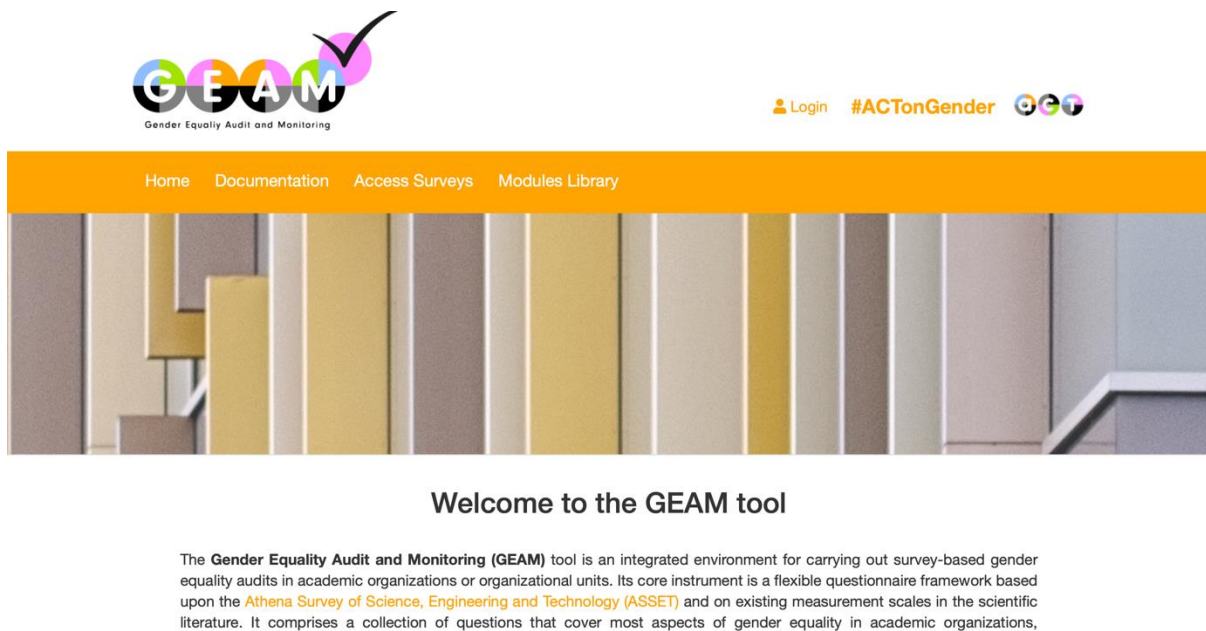 GEAM
Gender Equaliy Audit and Monitoring
Login #ACTonGender act
Home Documentation Access Surveys Modules Library
Welcome to the GEAM tool
The Gender Equality Audit and Monitoring (GEAM) tool is an integrated environment for carrying out survey-based gender
equality audits in academic organizations or organizational units. Its core instrument is a flexible questionnaire framework based
upon the Athena Survey of Science, Engineering and Technology (ASSET) and on existing measurement scales in the scientific
literature. It comprises a collection of questions that cover most aspects of gender equality in academic organizations,